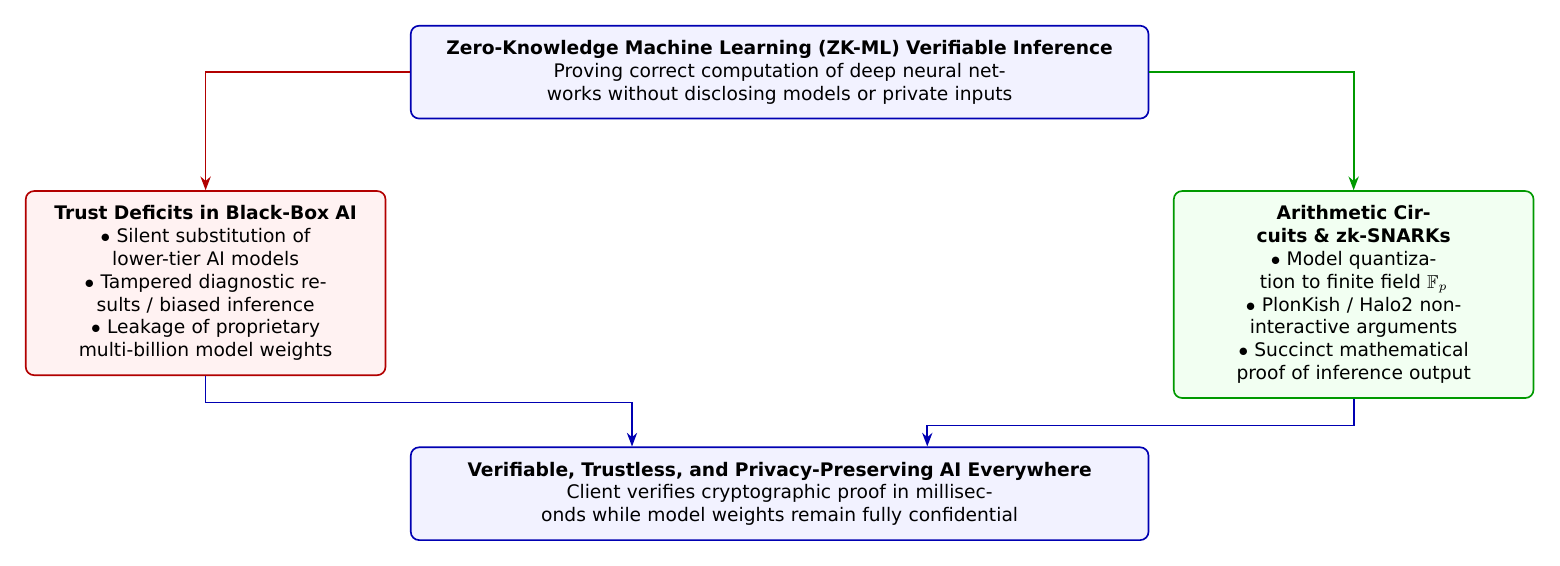 Zero-Knowledge Machine Learning (ZK-ML) Verifiable Inference
Proving correct computation of deep neural net-
works without disclosing models or private inputs
Trust Deficits in Black-Box AI
• Silent substitution of
lower-tier AI models
• Tampered diagnostic re-
sults / biased inference
• Leakage of proprietary
multi-billion model weights
Arithmetic Cir-
cuits & zk-SNARKs
• Model quantiza-
tion to finite field 𝔽ₚ
• PlonKish / Halo2 non-
interactive arguments
• Succinct mathematical
proof of inference output
Verifiable, Trustless, and Privacy-Preserving AI Everywhere
Client verifies cryptographic proof in millisec-
onds while model weights remain fully confidential